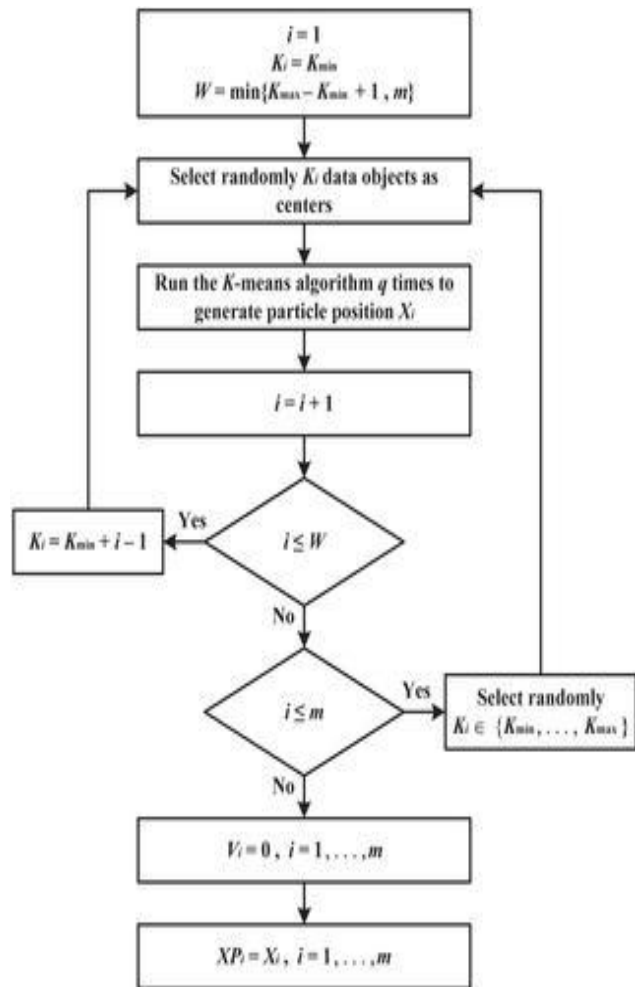 i = 1
Kᵢ = Kmin
W = min{Kmax – Kmin + 1 , m}
Select randomly Kᵢ data objects as
centers
Run the K-means algorithm q times to
generate particle position Xᵢ
i = i + 1
i ≤ W
Yes
Kᵢ = Kmin + i – 1
No
i ≤ m
Yes
Select randomly
Kᵢ ∈ {Kmin, . . . , Kmax }
No
Vᵢ = 0 , i = 1 , . . . , m
XPᵢ = Xᵢ , i = 1 , . . . , m